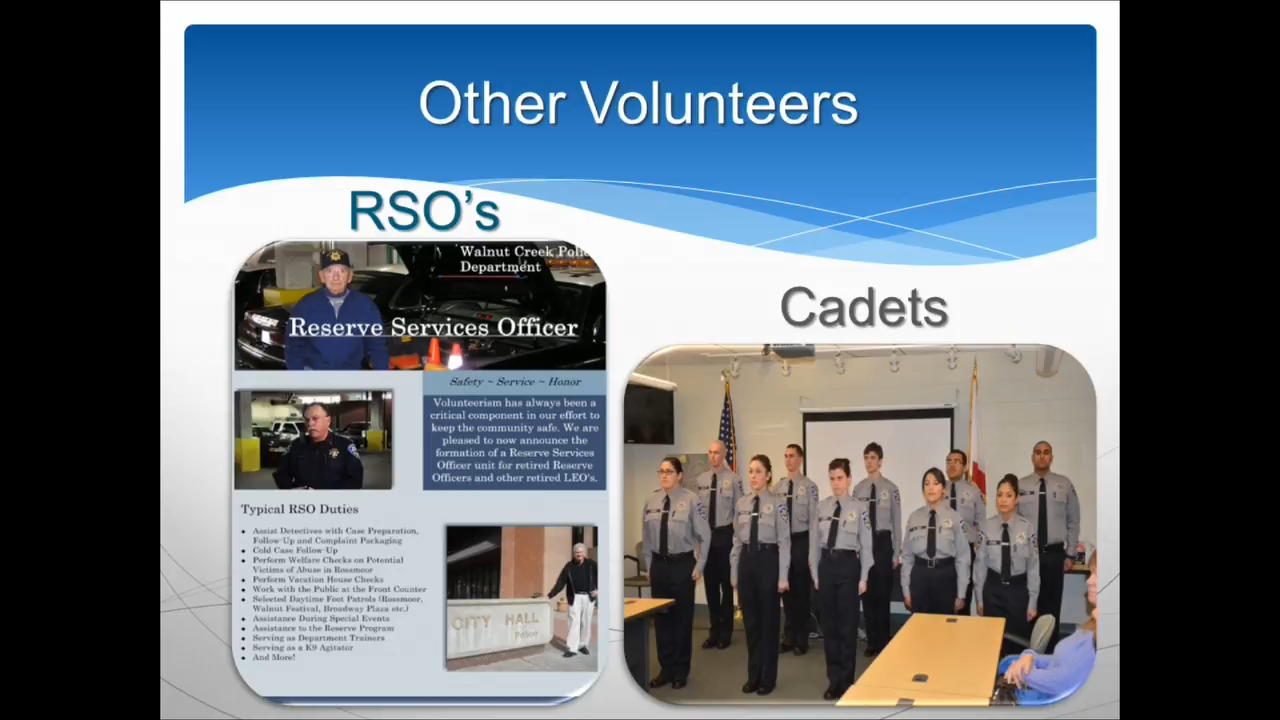 Other Volunteers
RSO's
Walnut Creek Polic
Department
Reserve Services Officer
Safety ~ Service ~ Honor
Volunteerism has always been a
critical component in our effort to
keep the community safe. We are
pleased to now announce the
formation of a Reserve Services
Officer unit for retired Reserve
Officers and other retired LEO's.
Typical RSO Duties
• Assist Detectives with Case Preparation,
Follow-Up and Complaint Packaging
• Cold Case Follow-Up
• Perform Welfare Checks on Potential
Victims of Abuse in Rossmoor
• Perform Vacation House Checks
• Work with the Public at the Front Counter
• Selected Daytime Foot Patrols (Rossmoor,
Walnut Festival, Broadway Plaza etc.)
• Assistance During Special Events
• Assistance to the Reserve Program
• Serving as Department Trainers
• Serving as a K9 Agitator
• And More!
CITY HALL
Police
Cadets